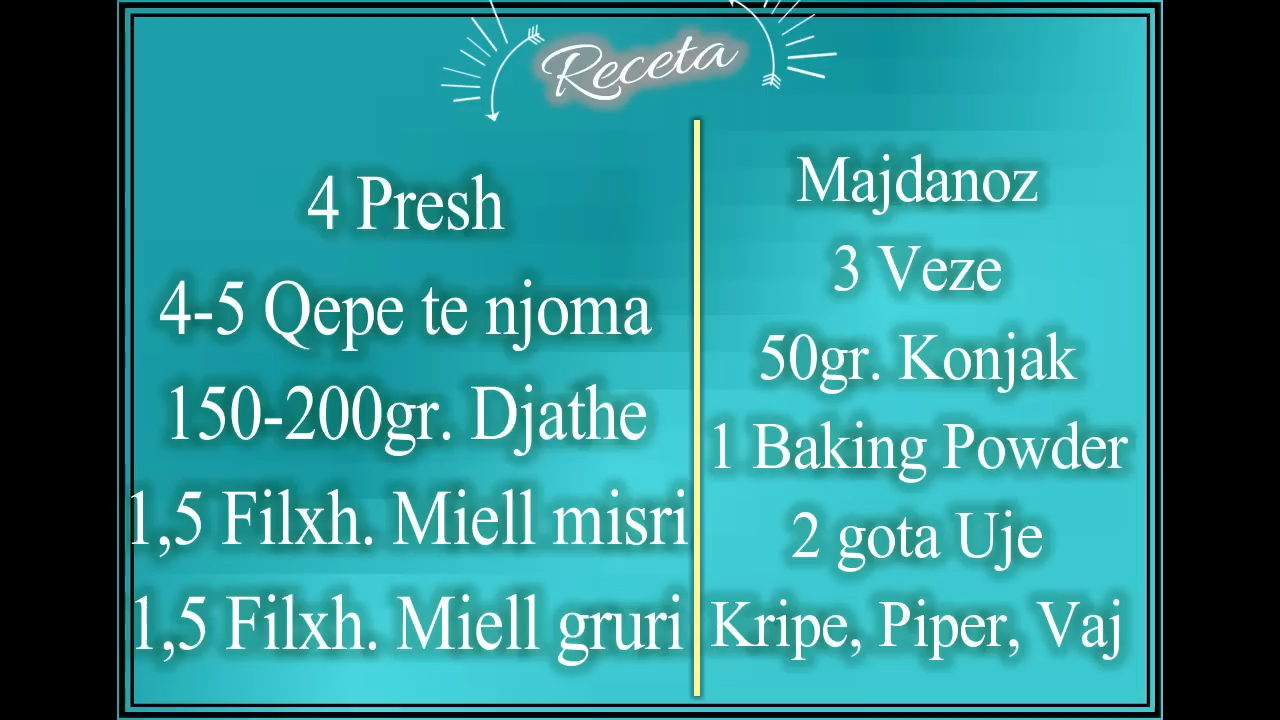 Receta
4 Presh
4-5 Qepe te njoma
150-200gr. Djathe
1,5 Filxh. Miell misri
1,5 Filxh. Miell gruri
Majdanoz
3 Veze
50gr. Konjak
1 Baking Powder
2 gota Uje
Kripe, Piper, Vaj